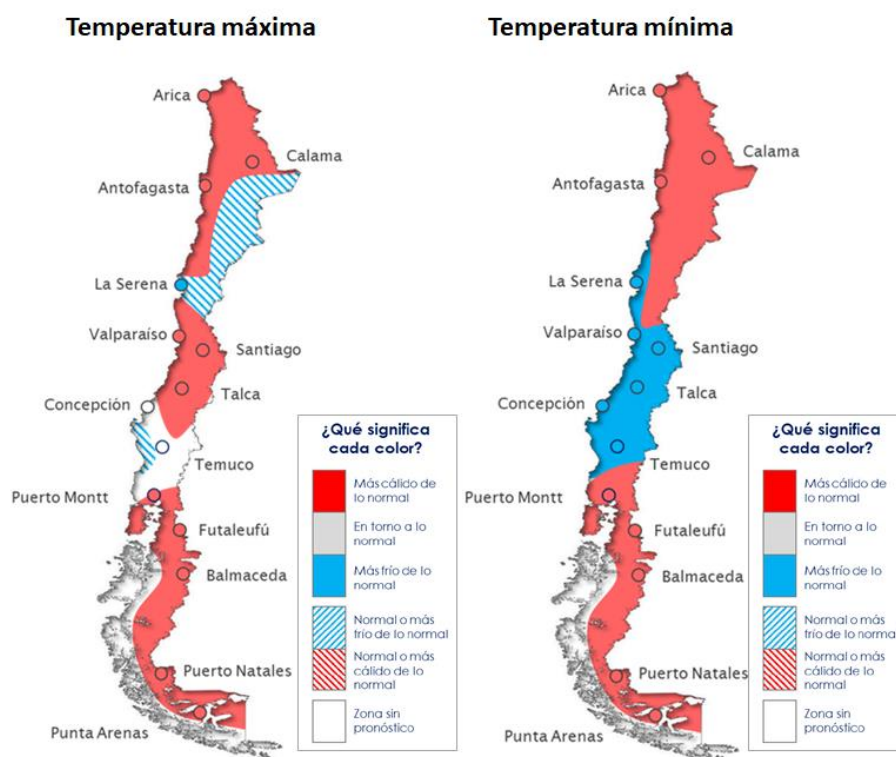 Temperatura máxima
Arica
Calama
Antofagasta
La Serena
Valparaíso
Santiago
Talca
Concepción
Temuco
Puerto Montt
Futaleufú
Balmaceda
Puerto Natales
Punta Arenas
¿Qué significa
cada color?
Más cálido de
lo normal
En torno a lo
normal
Más frío de lo
normal
Normal o más
frío de lo normal
Normal o más
cálido de lo
normal
Zona sin
pronóstico
Temperatura mínima
Arica
Calama
Antofagasta
La Serena
Valparaíso
Santiago
Talca
Concepción
Temuco
Puerto Montt
Futaleufú
Balmaceda
Puerto Natales
Punta Arenas
¿Qué significa
cada color?
Más cálido de
lo normal
En torno a lo
normal
Más frío de lo
normal
Normal o más
frío de lo norma
Normal o más
cálido de lo
normal
Zona sin
pronóstico